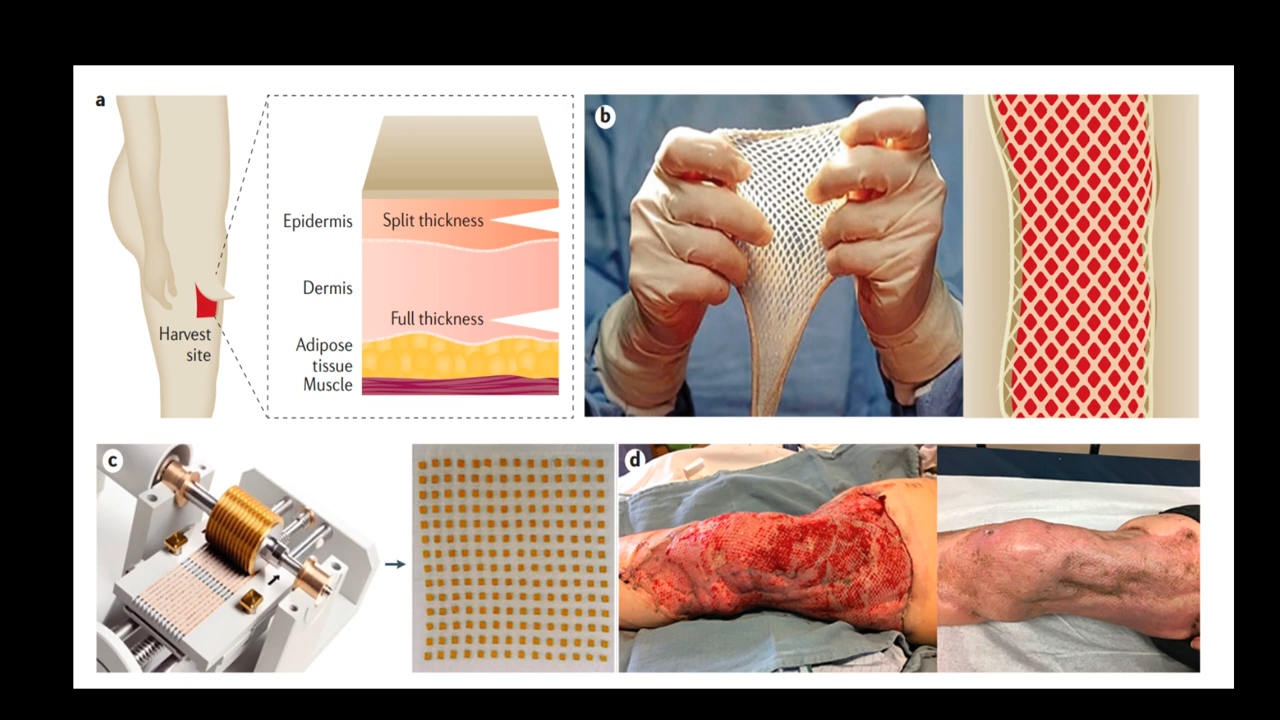 a
Epidermis
Split thickness
Dermis
Full thickness
Adipose
tissue
Muscle
Harvest
site
b
c
d